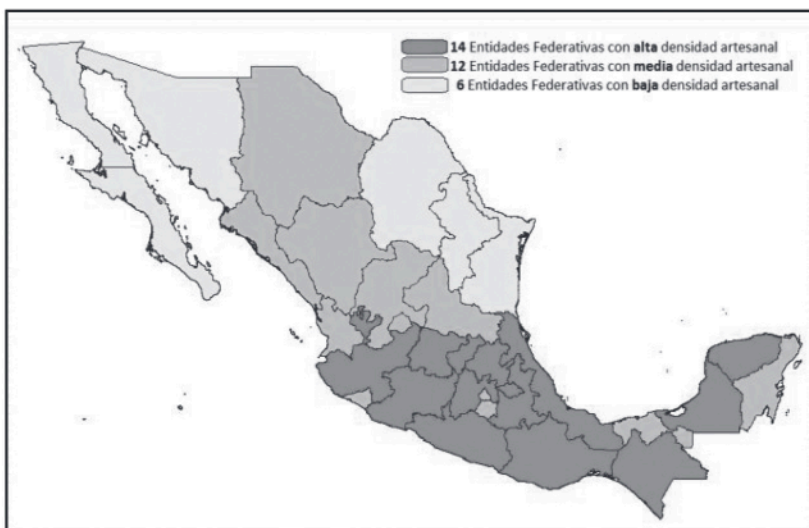 14 Entidades Federativas con alta densidad artesanal
12 Entidades Federativas con media densidad artesanal
6 Entidades Federativas con baja densidad artesanal